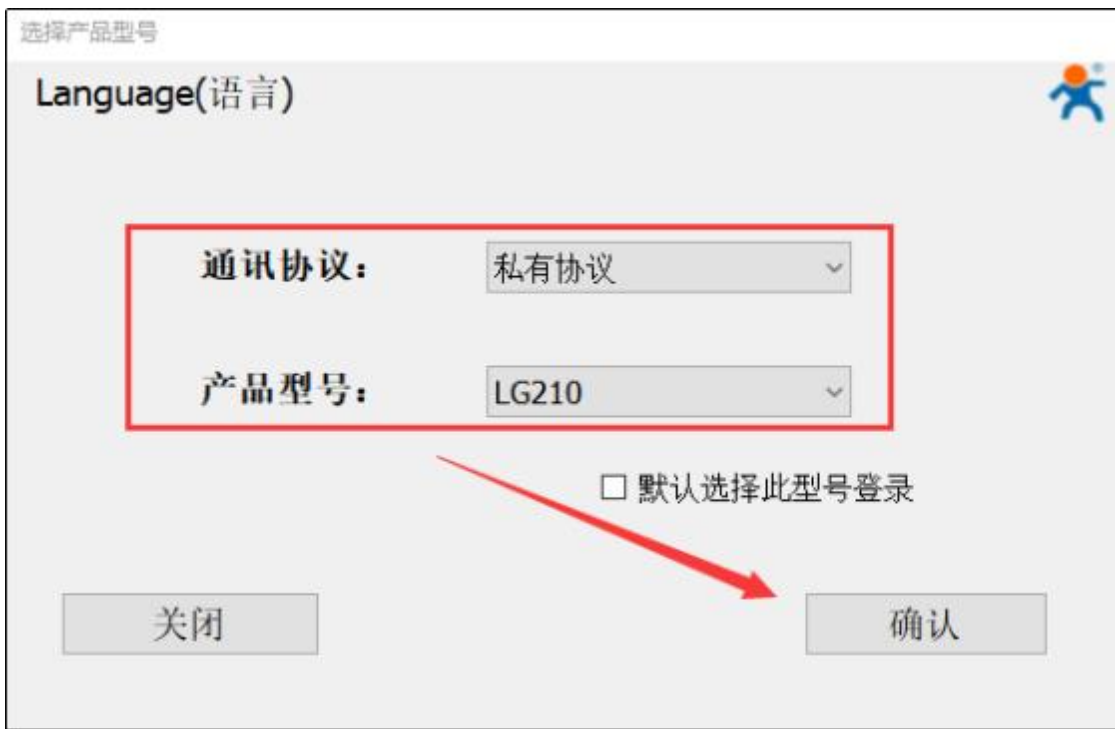 选择产品型号
Language(语言)
®
通讯协议： 私有协议
产品型号： LG210
默认选择此型号登录
关闭 确认